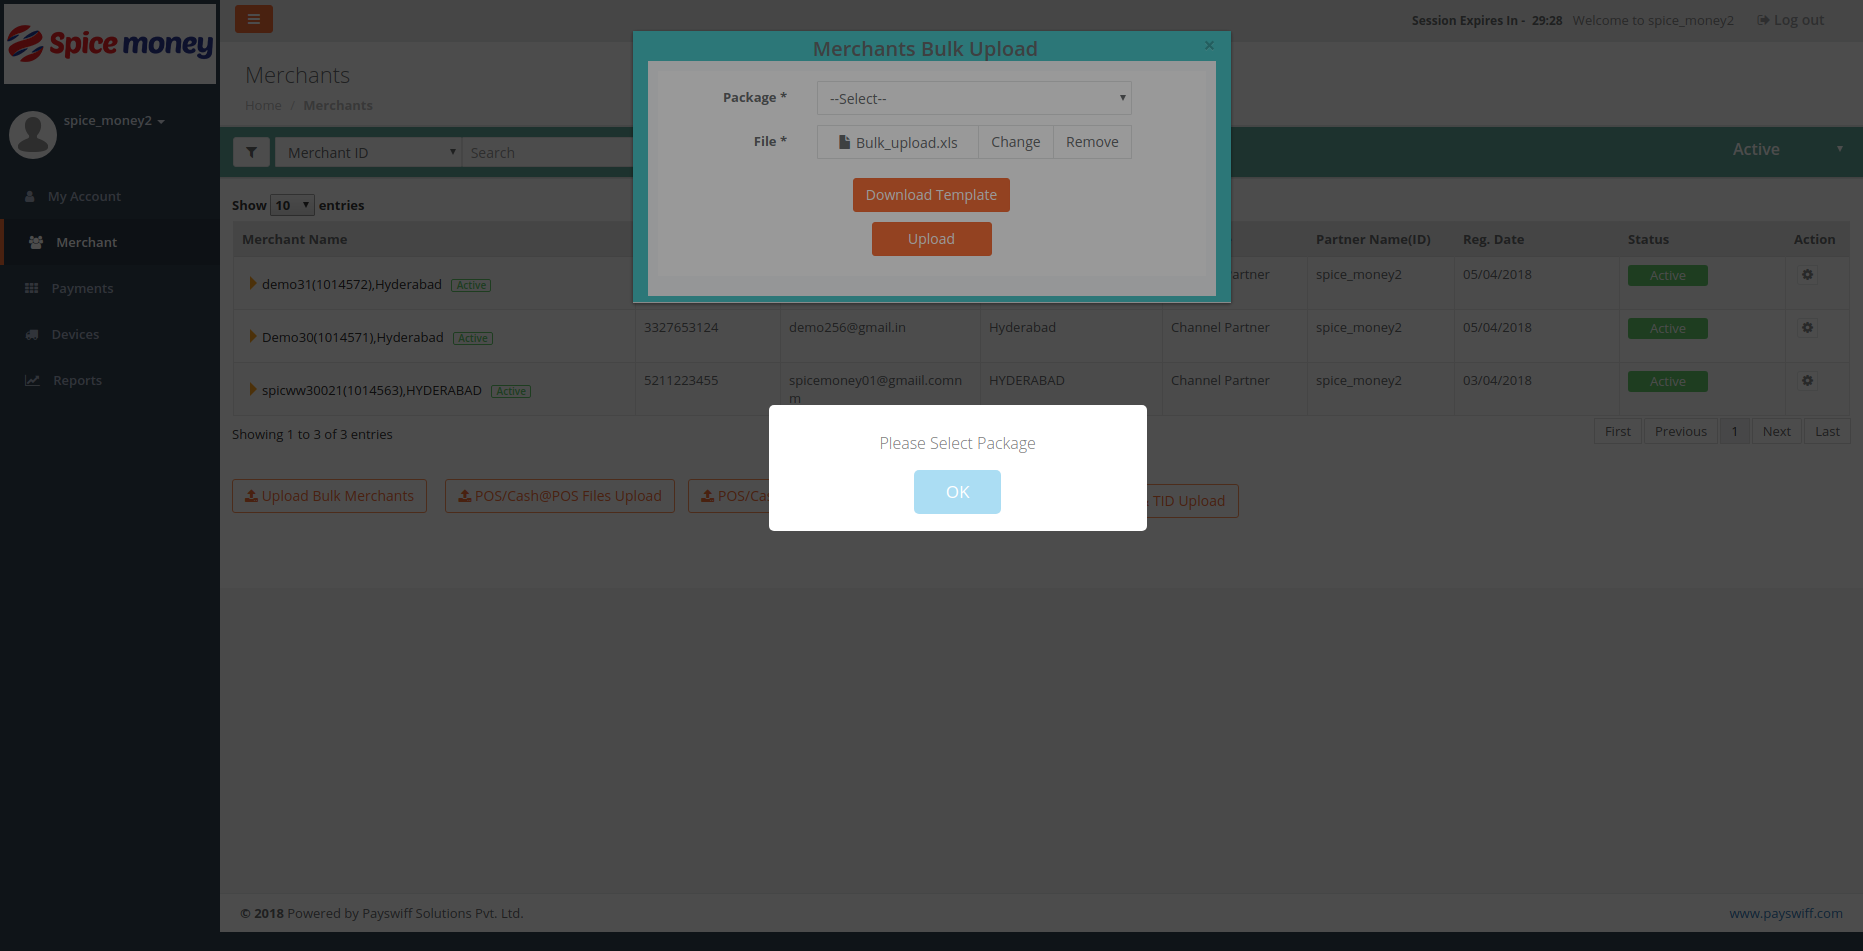 Spice money
Session Expires In - 29:28 Welcome to spice_money2 Log out
Merchants Bulk Upload ×
Merchants
Home / Merchants
Package * --Select--
File * Bulk_upload.xls Change Remove
Download Template
Upload
spice_money2
My Account
Merchant
Payments
Devices
Reports
Merchant ID Search Active
Show 10 entries
Merchant Name Partner Name(ID) Reg. Date Status Action
demo31(1014572),Hyderabad Active artner spice_money2 05/04/2018 Active
Demo30(1014571),Hyderabad Active 3327653124 demo256@gmail.in Hyderabad Channel Partner spice_money2 05/04/2018 Active
spicww30021(1014563),HYDERABAD Active 5211223455 spicemoney01@gmaiil.comn HYDERABAD Channel Partner spice_money2 03/04/2018 Active
m
Showing 1 to 3 of 3 entries First Previous 1 Next Last
Please Select Package
OK
Upload Bulk Merchants POS/Cash@POS Files Upload POS/Ca TID Upload
© 2018 Powered by Payswiff Solutions Pvt. Ltd. www.payswiff.com